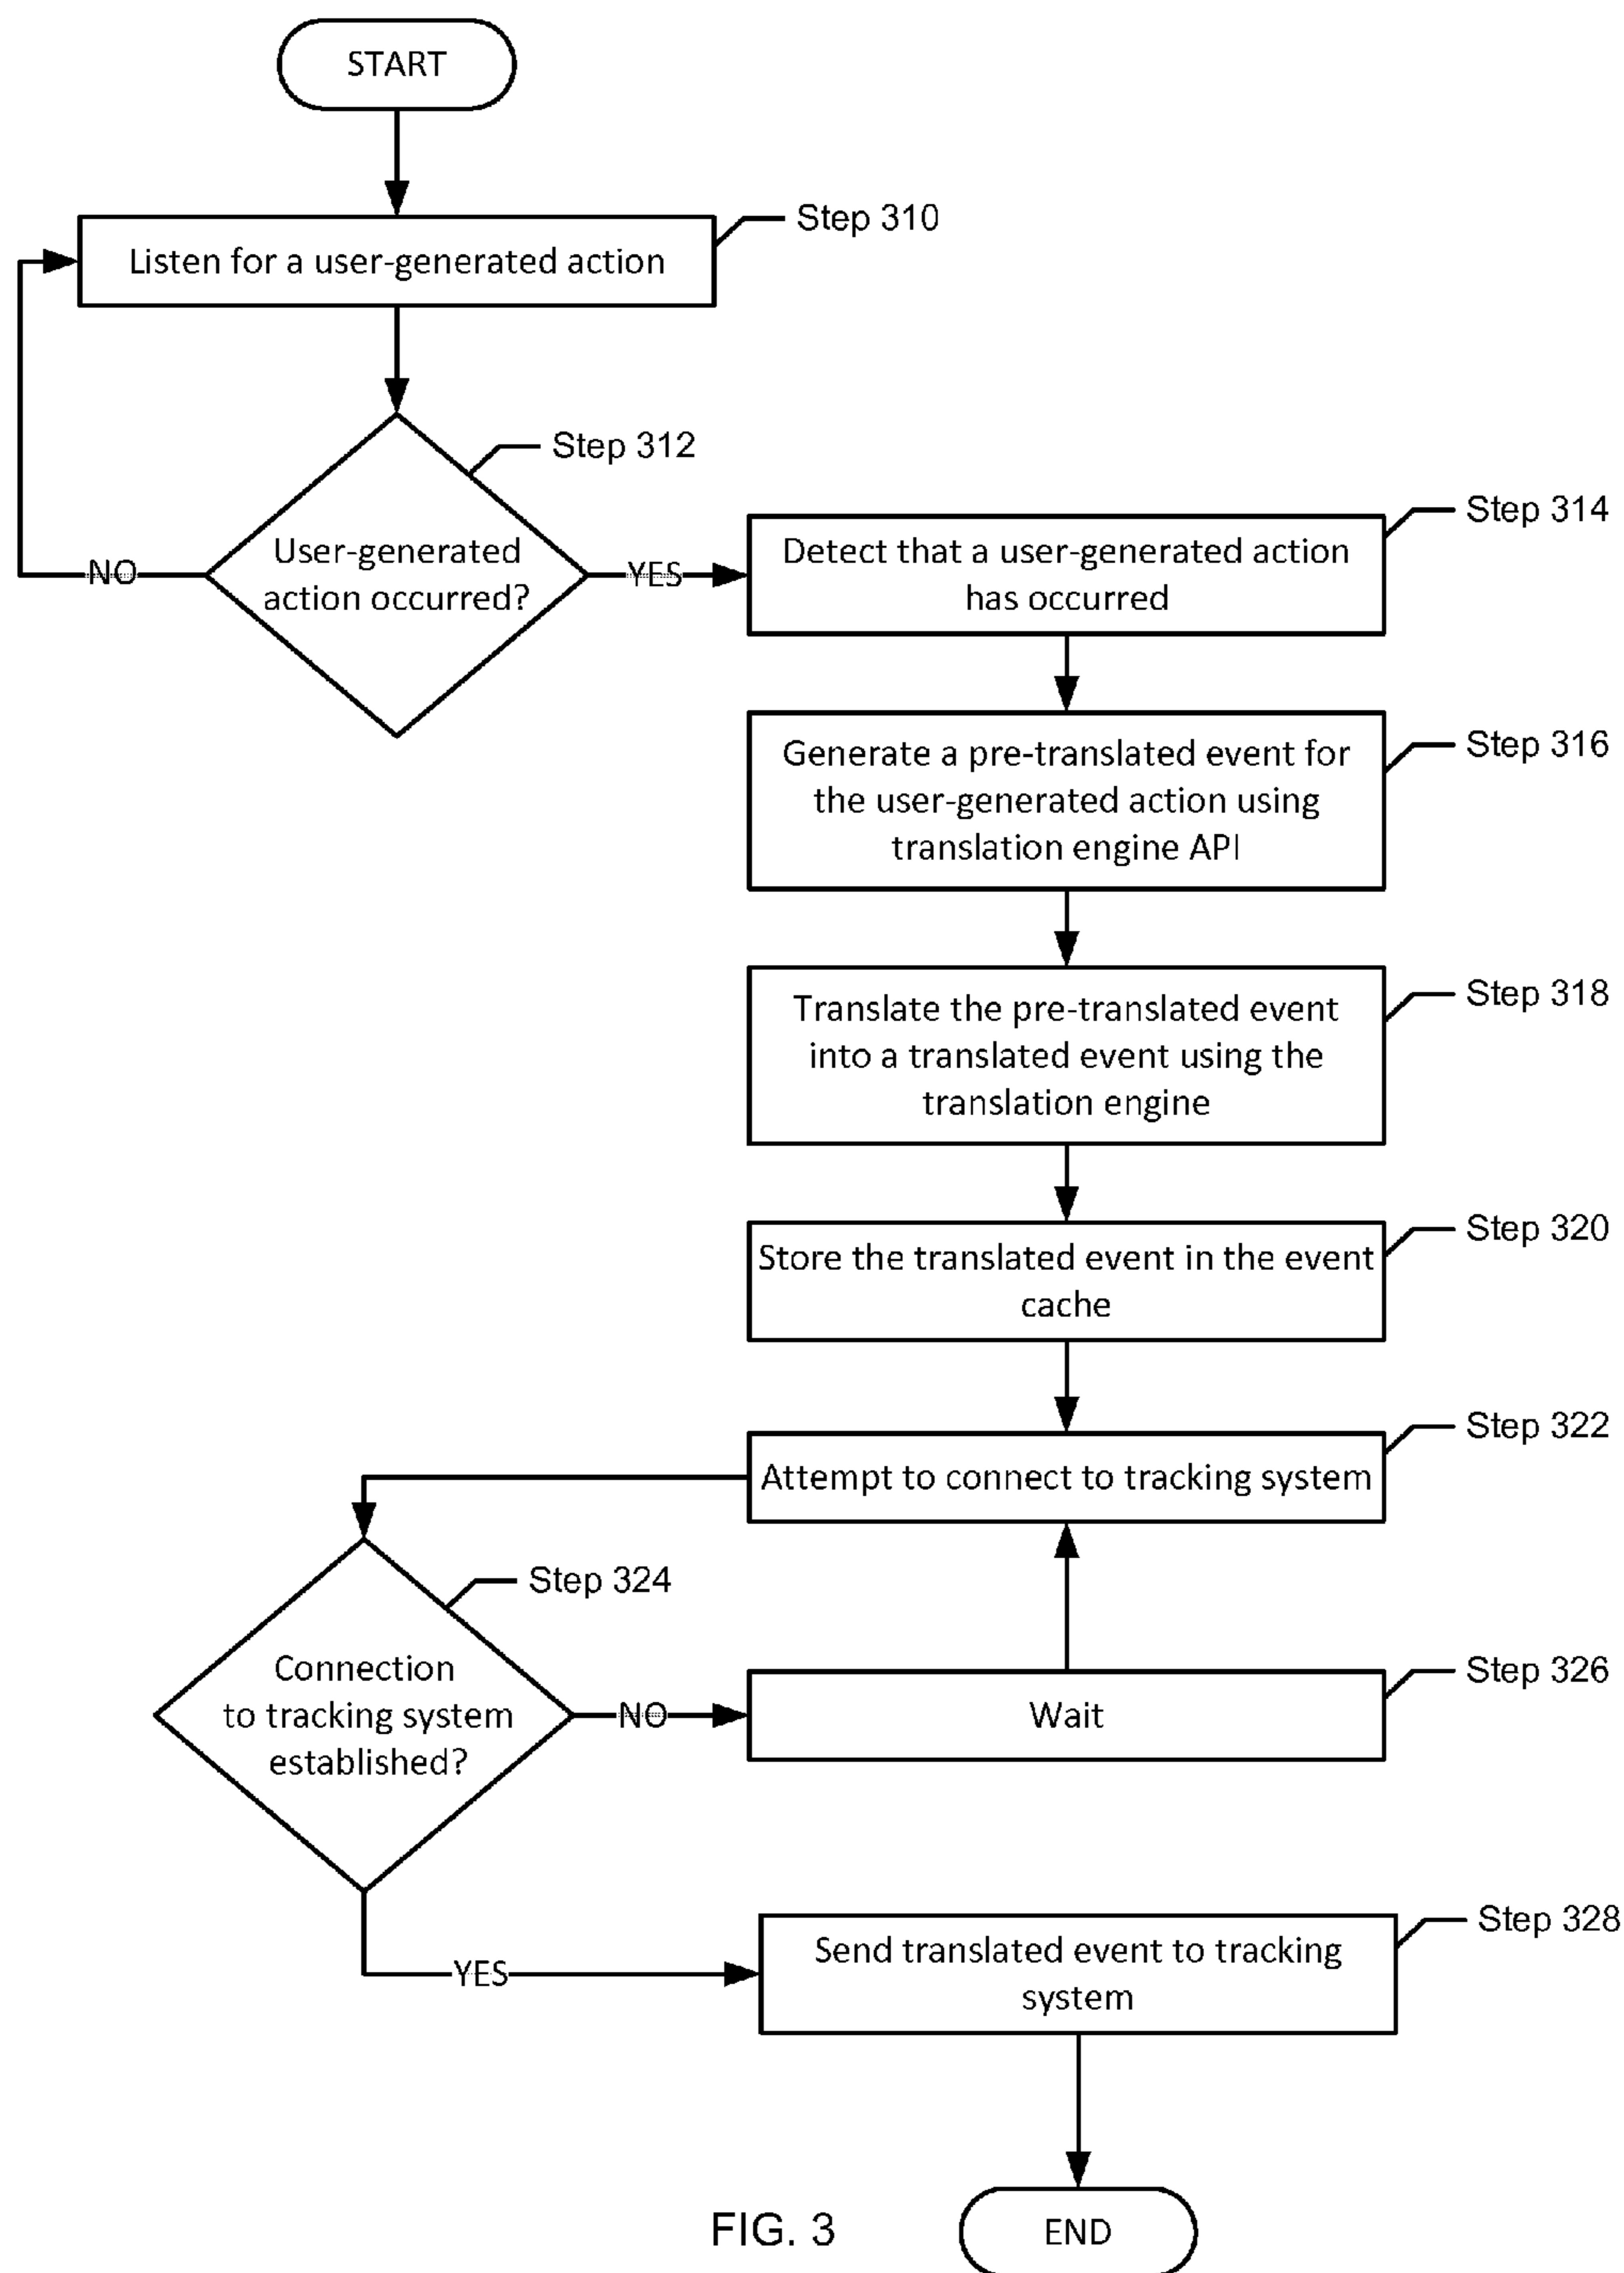 START
Step 310
Listen for a user-generated action
Step 312
User-generated
action occurred?
NO
YES
Step 314
Detect that a user-generated action
has occurred
Step 316
Generate a pre-translated event for
the user-generated action using
translation engine API
Step 318
Translate the pre-translated event
into a translated event using the
translation engine
Step 320
Store the translated event in the event
cache
Step 322
Attempt to connect to tracking system
Step 324
Connection
to tracking system
established?
NO
Step 326
Wait
YES
Step 328
Send translated event to tracking
system
FIG. 3
END